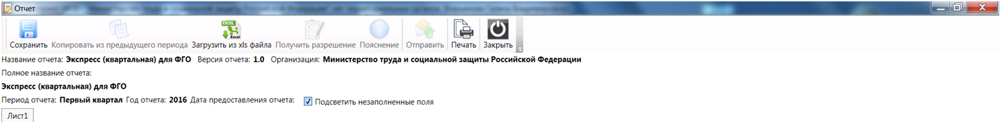 Отчет
Сохранить Копировать из предыдущего периода Загрузить из xls файла Получить разрешение Пояснение Отправить Печать Закрыть
Название отчета: Экспресс (квартальная) для ФГО Версия отчета: 1.0 Организация: Министерство труда и социальной защиты Российской Федерации
Полное название отчета:
Экспресс (квартальная) для ФГО
Период отчета: Первый квартал Год отчета: 2016 Дата предоставления отчета: Подсветить незаполненные поля
Лист1